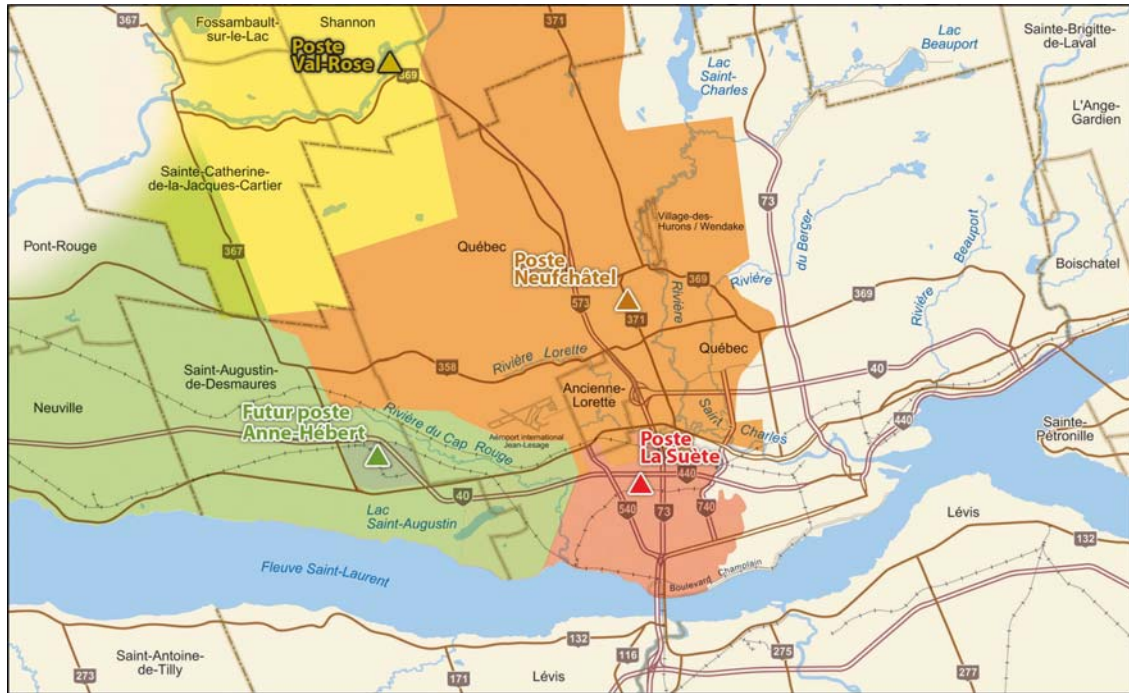 367
Fossambault-
sur-le-Lac
Shannon
371
Poste
Val-Rose
369
Lac
Beauport
Sainte-Brigitte-
de-Laval
Lac
Saint-
Charles
L'Ange-
Gardien
Sainte-Catherine-
de-la-Jacques-Cartier
73
Village-des-
Hurons / Wendake
du Berger
Beauport
Pont-Rouge
367
Québec
Poste
Neufchâtel
369
Rivière
Boischatel
573
371
Rivière
369
Rivière
Rivière Lorette
358
Québec
Saint-Augustin-
de-Desmaures
Ancienne-
Lorette
40
40
Neuville
Futur poste
Anne-Hébert
Rivière du Cap Rouge
Aéroport international
Jean-Lesage
Saint
Charles
440
Sainte-
Pétronille
Poste
La Suète
440
40
Lac
Saint-Augustin
540
73
740
Lévis
132
Fleuve Saint-Laurent
Boulevard Champlain
132
116
275
Saint-Antoine-
de-Tilly
273
171
Lévis
277